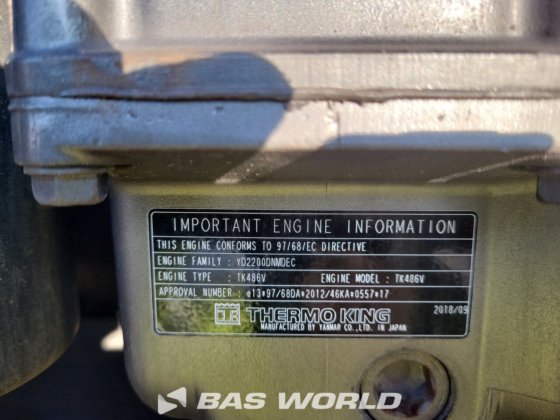 IMPORTANT ENGINE INFORMATION
THIS ENGINE CONFORMS TO 97/68/EC DIRECTIVE
ENGINE FAMILY : YD2200DNMDEC
ENGINE TYPE : TK486V ENGINE MODEL : TK486V
APPROVAL NUMBER : e13*97/68DA*2012/46KA*0557*17
2018/09
THERMO KING
MANUFACTURED BY YANMAR CO.,LTD. IN JAPAN
BAS WORLD